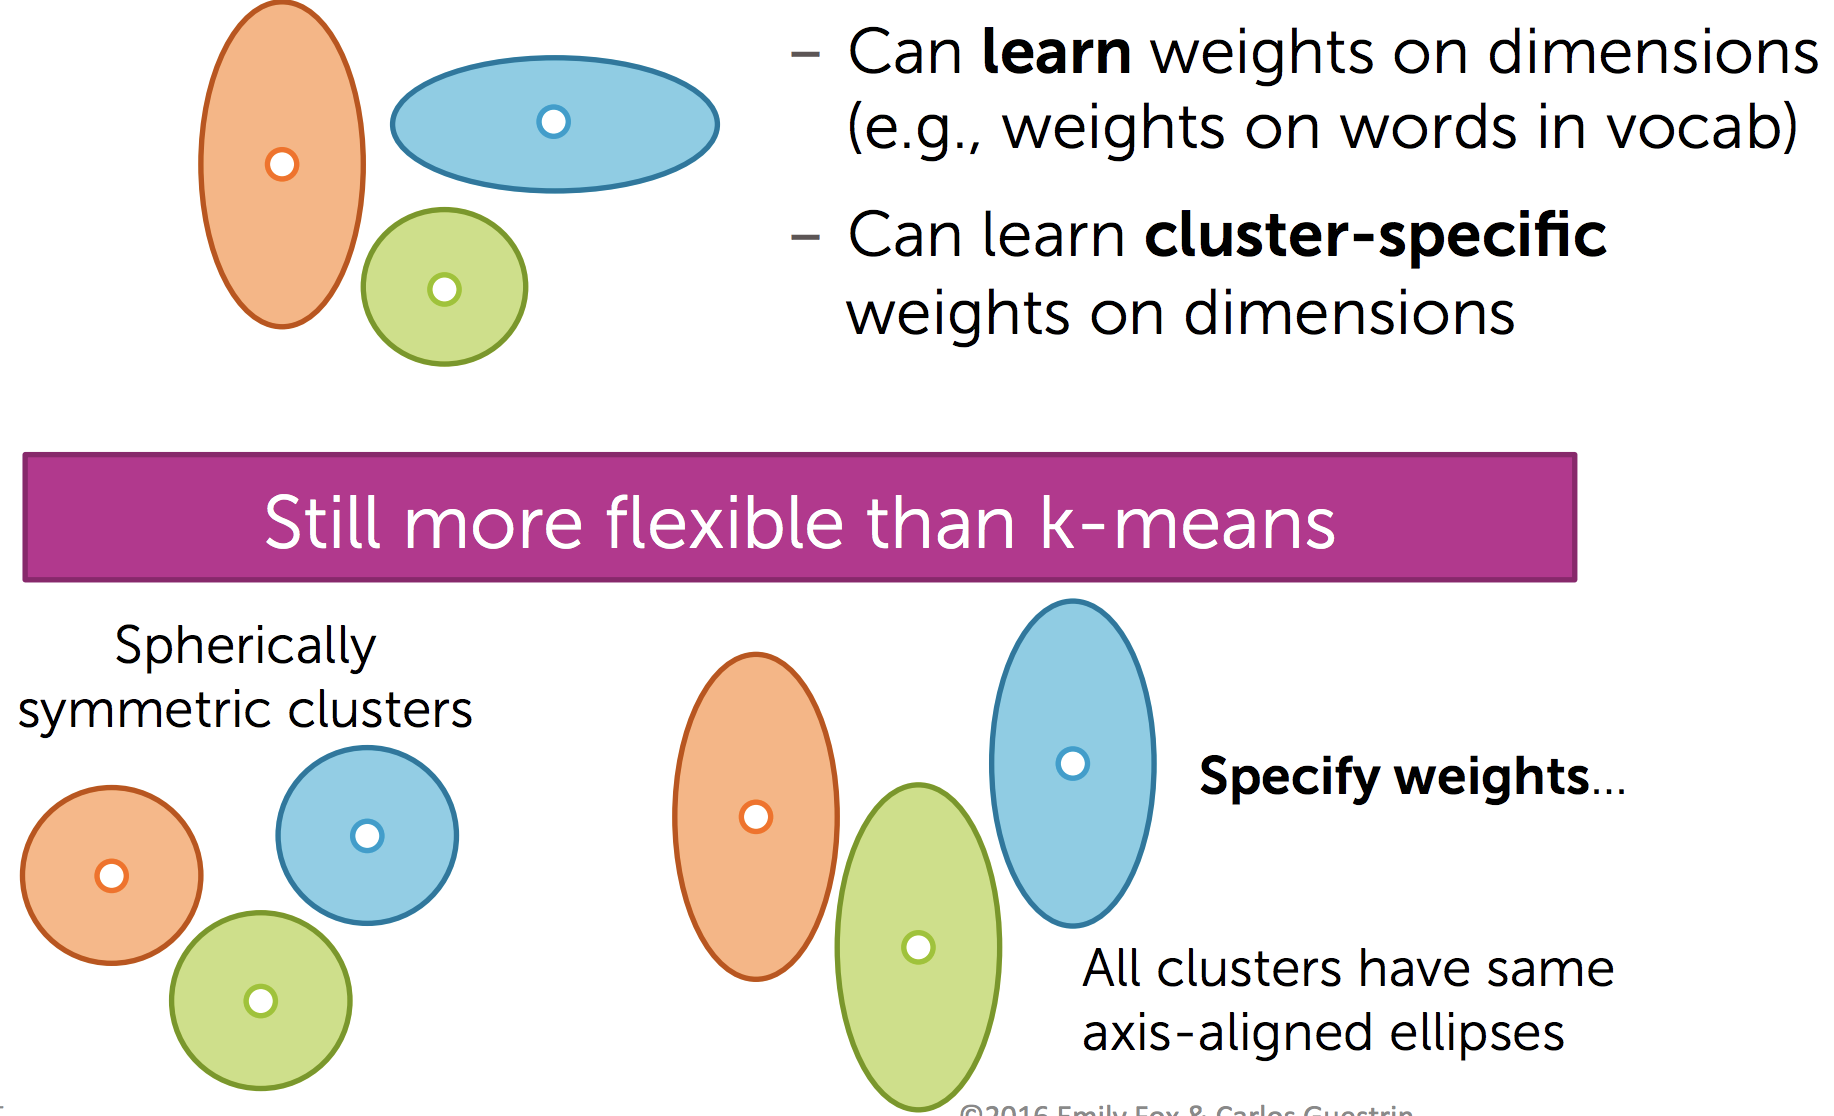 – Can learn weights on dimensions
(e.g., weights on words in vocab)
– Can learn cluster-specific
weights on dimensions
Still more flexible than k-means
Spherically
symmetric clusters
Specify weights...
All clusters have same
axis-aligned ellipses
©2016 Emily Fox & Carlos Guestrin